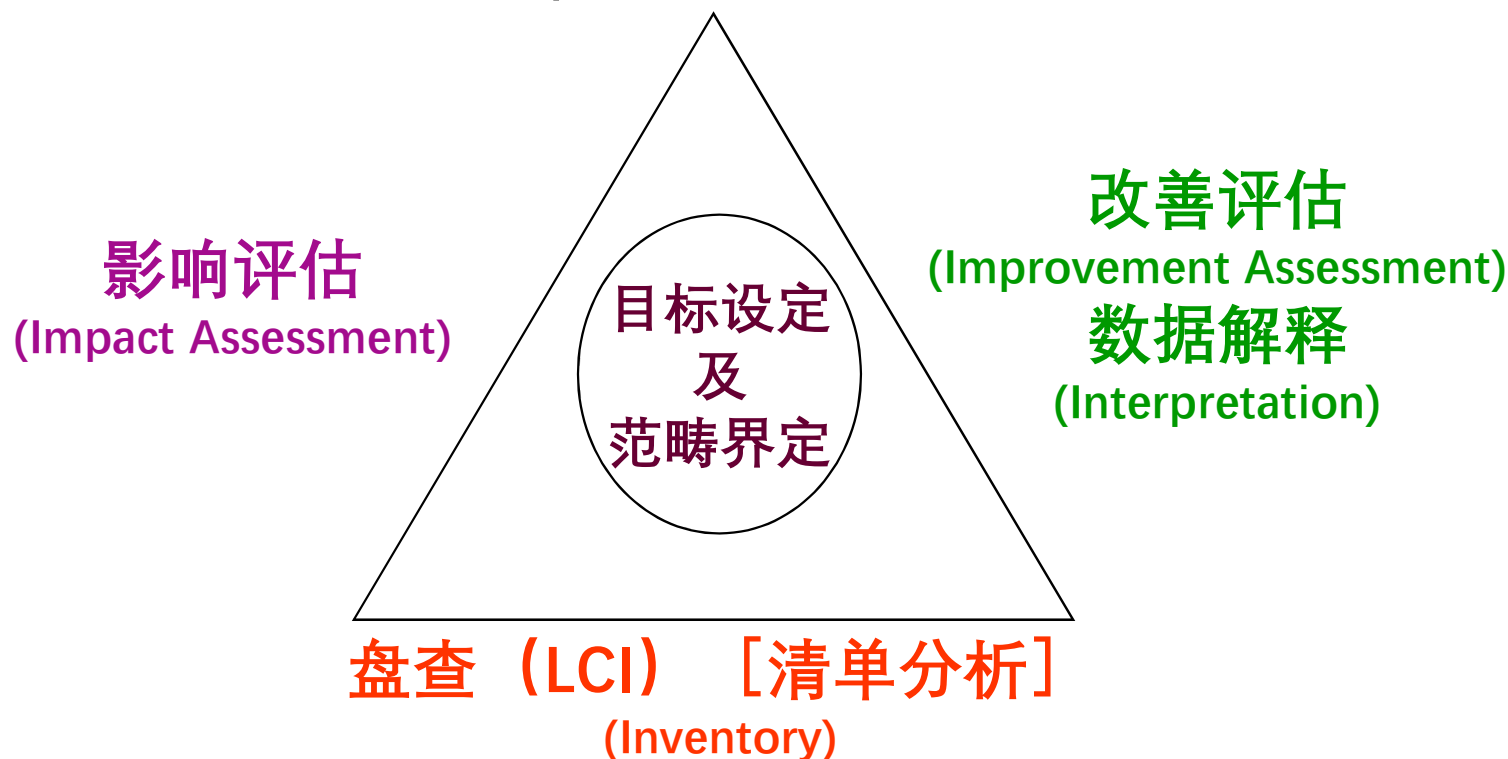 影响评估
(Impact Assessment)
目标设定
及
范畴界定
改善评估
(Improvement Assessment)
数据解释
(Interpretation)
盘查（LCI）［清单分析］
(Inventory)